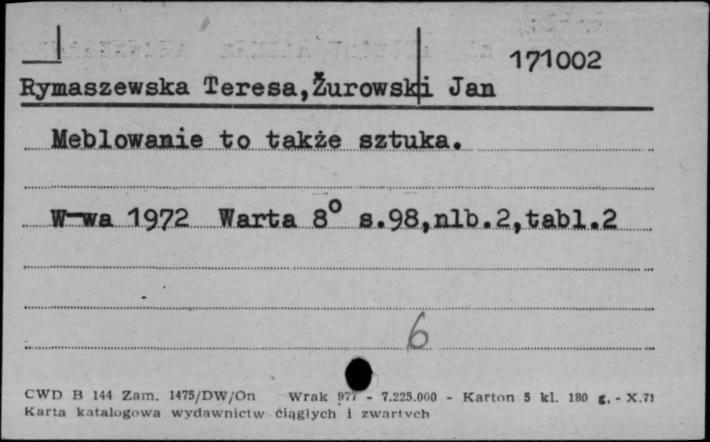 171002
Rymaszewska Teresa,Żurowski Jan
Meblowanie to także sztuka.
W-wa 1972 Warta 8° s.98,nlb.2,tabl.2
6
CWD B 144 Zam. 1475/DW/On Wrak 977 - 7.225.000 - Karton 5 kl. 180 g. - X.71
Karta katalogowa wydawnictw ciągłych i zwartych